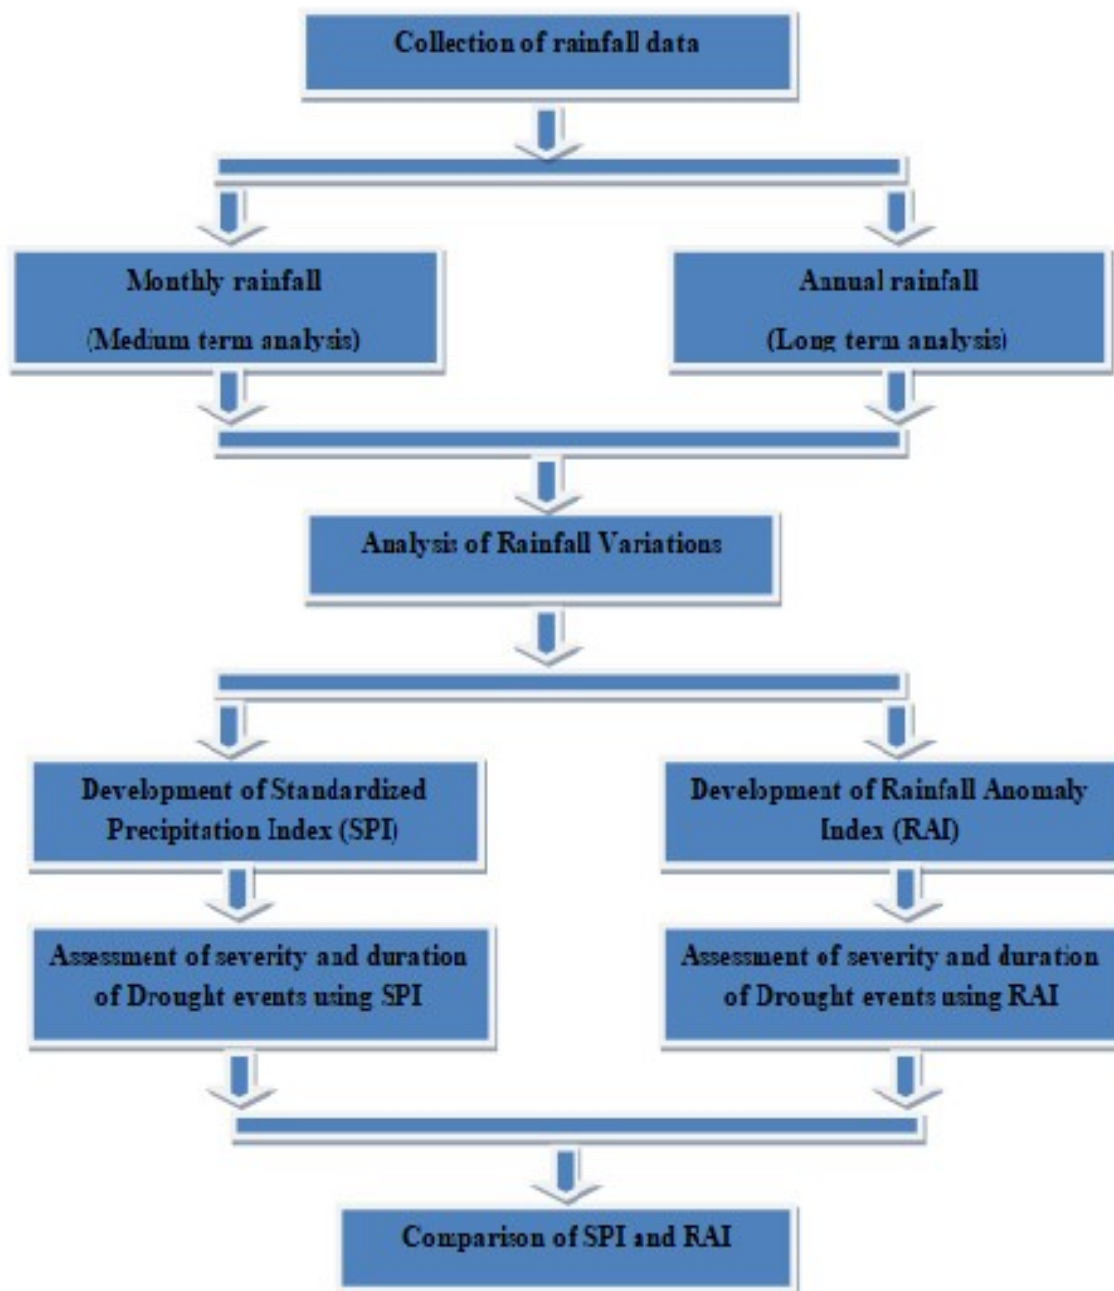 Collection of rainfall data
Monthly rainfall
(Medium term analysis)
Annual rainfall
(Long term analysis)
Analysis of Rainfall Variations
Development of Standardized
Precipitation Index (SPI)
Development of Rainfall Anomaly
Index (RAI)
Assessment of severity and duration
of Drought events using SPI
Assessment of severity and duration
of Drought events using RAI
Comparison of SPI and RAI